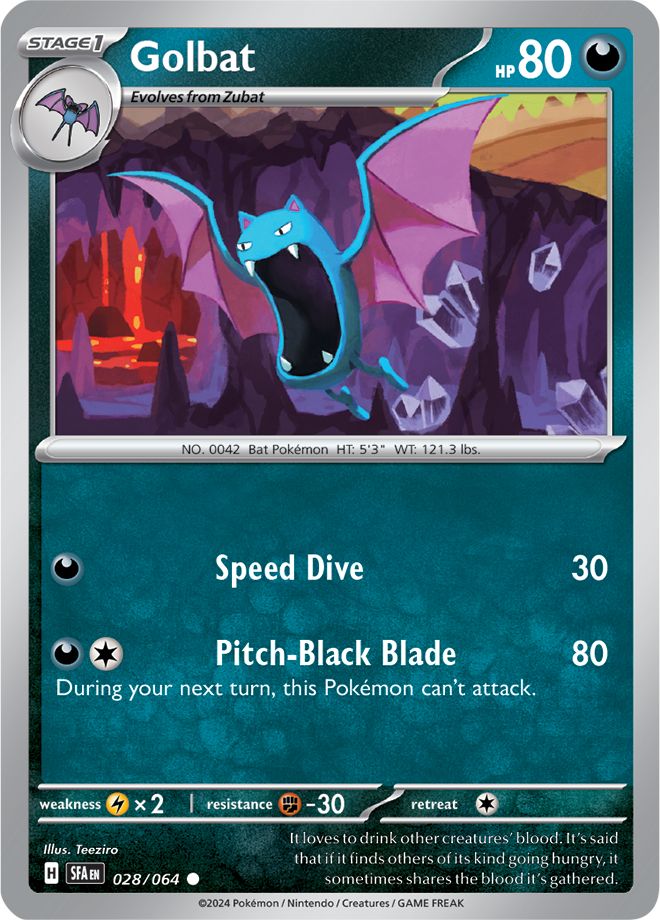 STAGE1
Golbat
HP 80
Evolves from Zubat
NO. 0042 Bat Pokémon HT: 5'3" WT: 121.3 lbs.
Speed Dive 30
Pitch-Black Blade 80
During your next turn, this Pokémon can't attack.
weakness ×2 resistance -30 retreat
Illus. Teeziro
It loves to drink other creatures' blood. It's said
that if it finds others of its kind going hungry, it
sometimes shares the blood it's gathered.
H SFA EN 028/064
©2024 Pokémon / Nintendo / Creatures / GAME FREAK